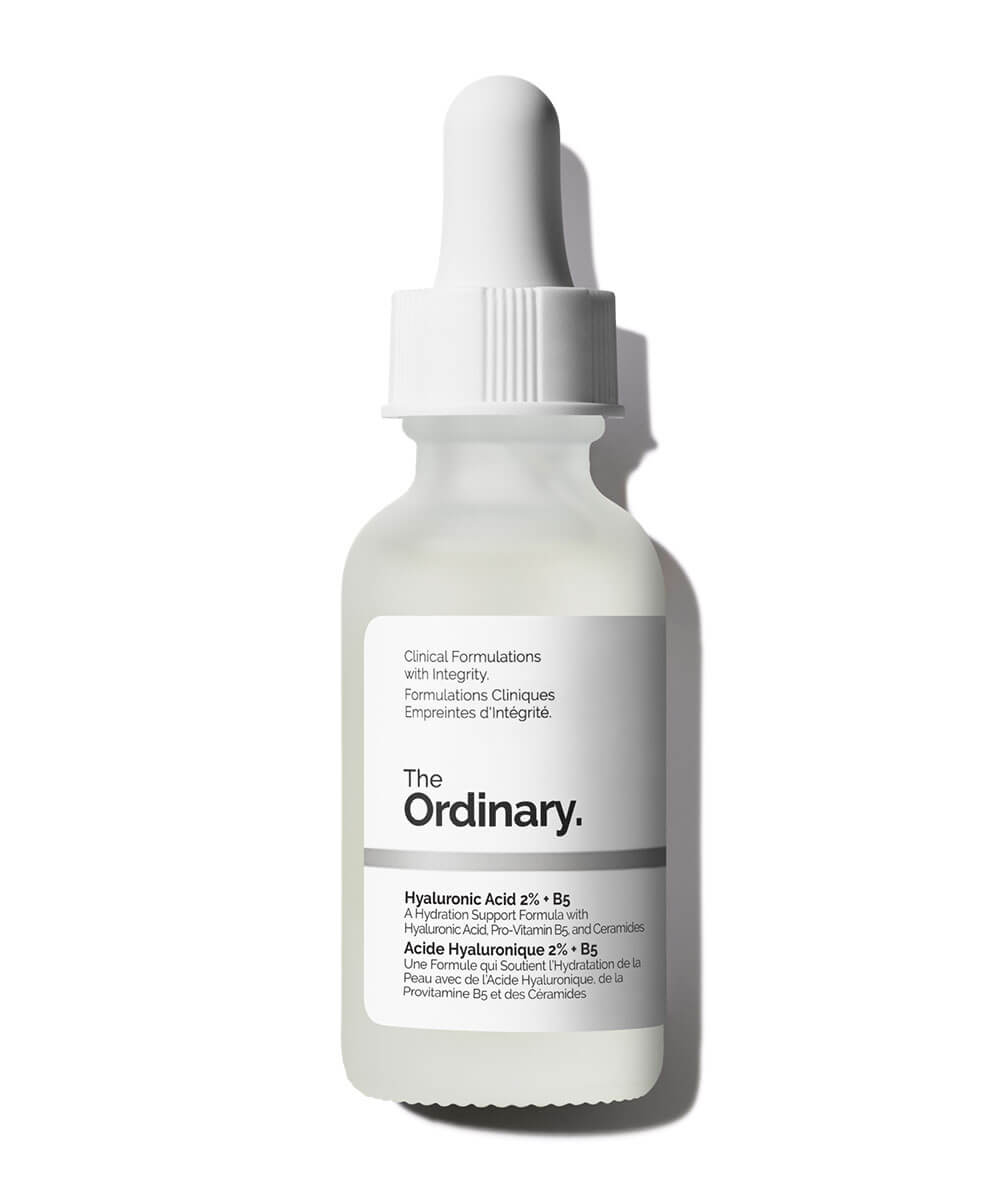 Clinical Formulations
with Integrity.
Formulations Cliniques
Empreintes d'Intégrité.
The
Ordinary.
Hyaluronic Acid 2% + B5
A Hydration Support Formula with
Hyaluronic Acid, Pro-Vitamin B5, and Ceramides
Acide Hyaluronique 2% + B5
Une Formule qui Soutient l'Hydratation de la
Peau avec de l'Acide Hyaluronique, de la
Provitamine B5 et des Céramides